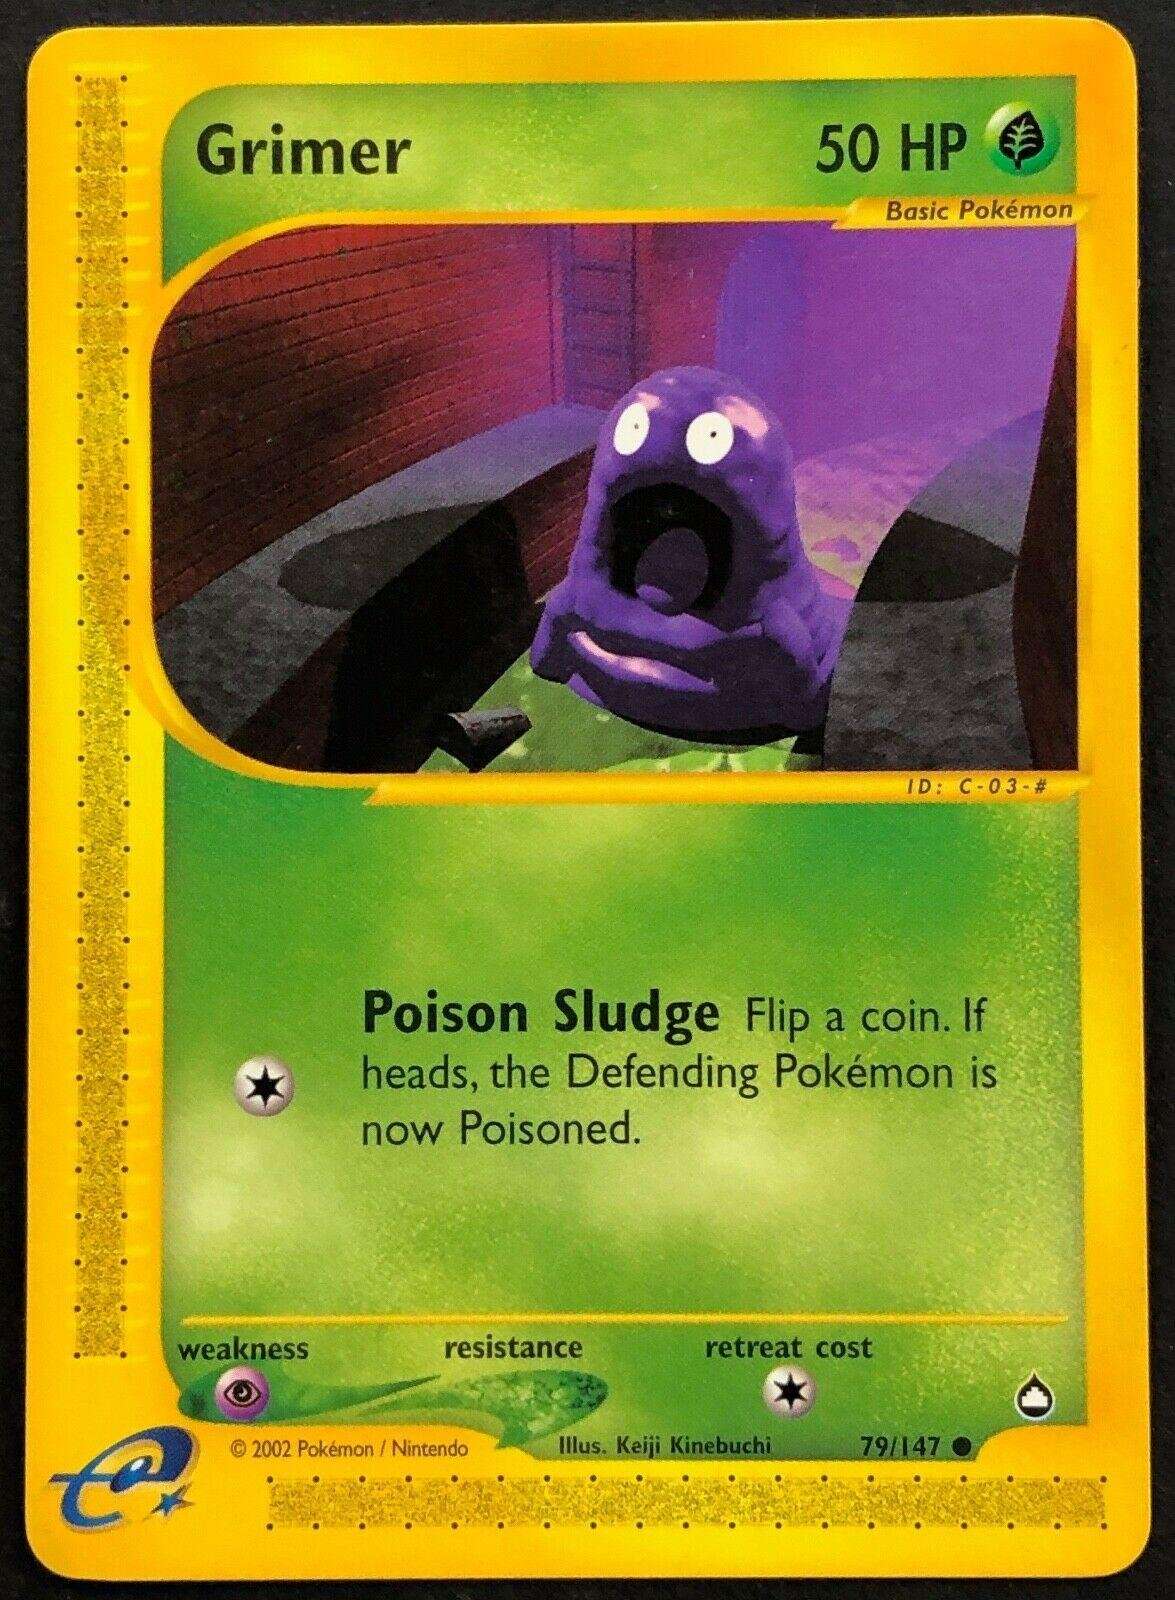 Grimer
50 HP
Basic Pokémon
ID: C-03-#
Poison Sludge Flip a coin. If
heads, the Defending Pokémon is
now Poisoned.
weakness resistance retreat cost
© 2002 Pokémon / Nintendo Illus. Keiji Kinebuchi 79/147 ●